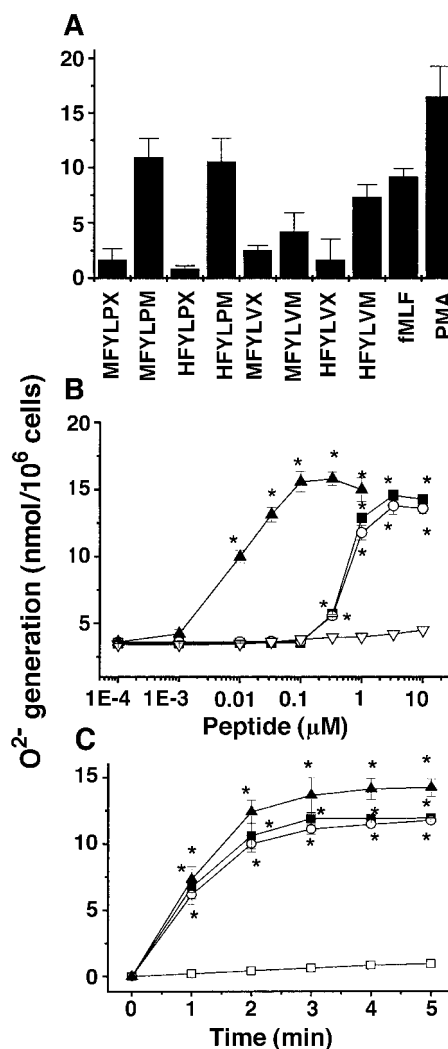 A
20
15
10
5
0
MFYLPX
MFYLPM
HFYLPX
HFYLPM
MFYLVX
MFYLVM
HFYLVX
HFYLVM
fMLF
PMA
O2- generation (nmol/10^6 cells)
B
20
15
10
5
* * * * * * * * * * * *
1E-4 1E-3 0.01 0.1 1 10
Peptide (μM)
C
15
10
5
0
* * * * * * * * * * * * * * *
0 1 2 3 4 5
Time (min)